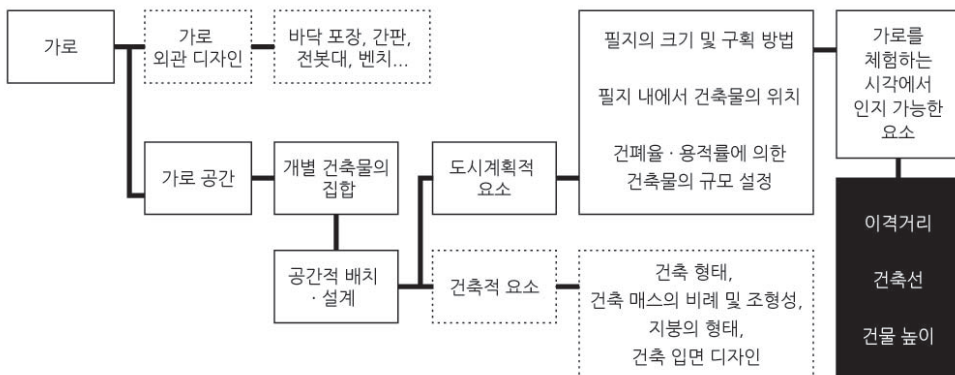 가로
가로
외관 디자인
바닥 포장, 간판,
전봇대, 벤치...
가로 공간
개별 건축물의
집합
공간적 배치
· 설계
도시계획적
요소
건축적 요소
필지의 크기 및 구획 방법
필지 내에서 건축물의 위치
건폐율 · 용적률에 의한
건축물의 규모 설정
건축 형태,
건축 매스의 비례 및 조형성,
지붕의 형태,
건축 입면 디자인
가로를
체험하는
시각에서
인지 가능한
요소
이격거리
건축선
건물 높이